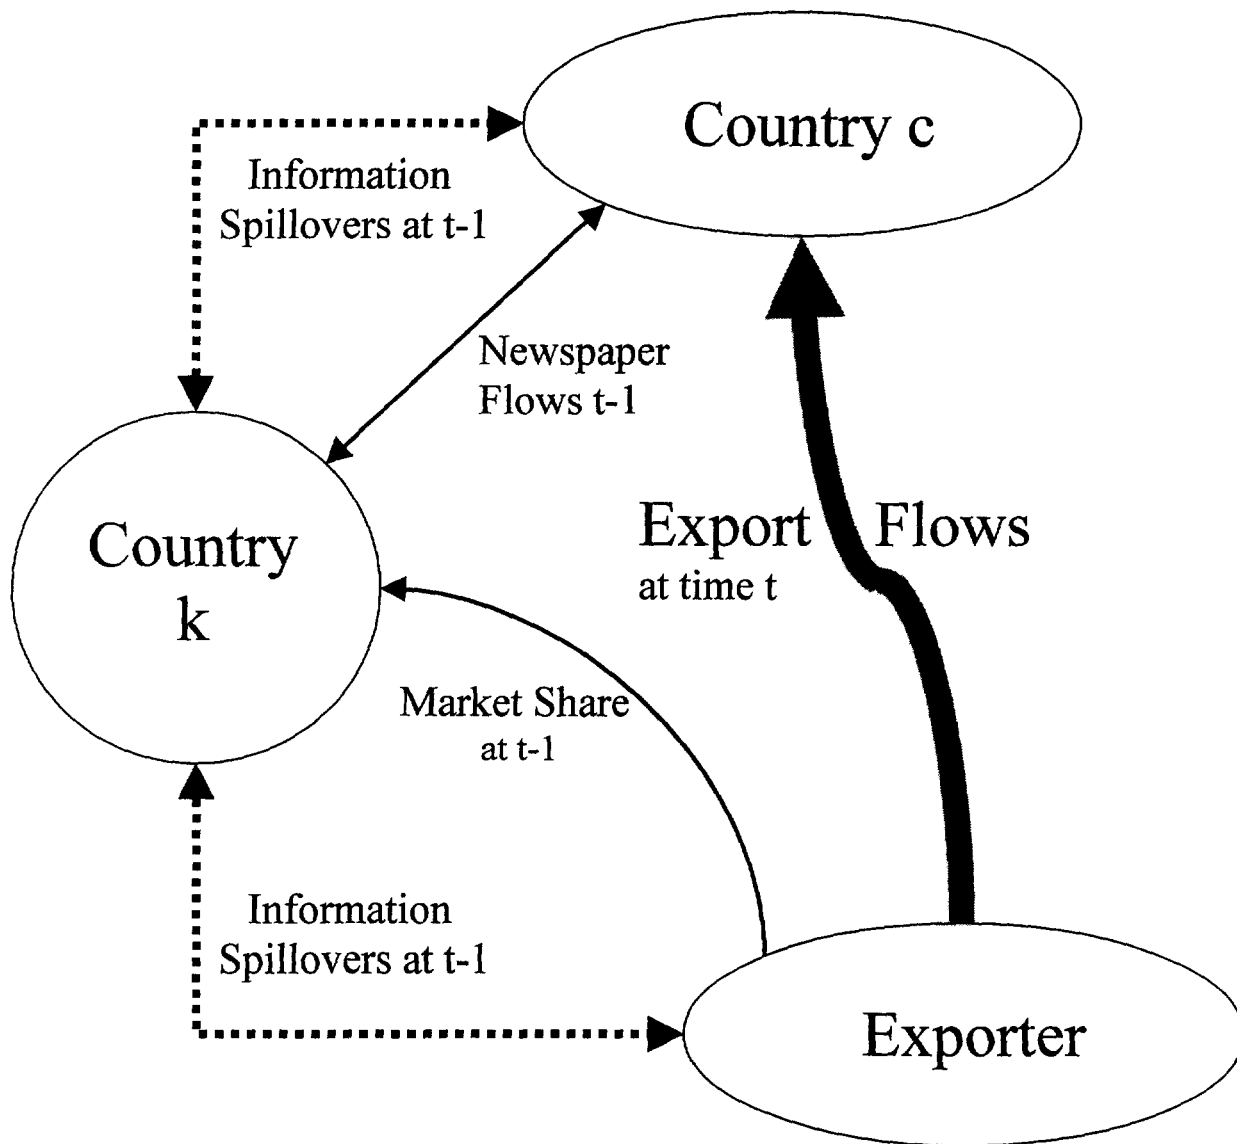 Country c
Information
Spillovers at t-1
Newspaper
Flows t-1
Country
k
Export Flows
at time t
Market Share
at t-1
Information
Spillovers at t-1
Exporter